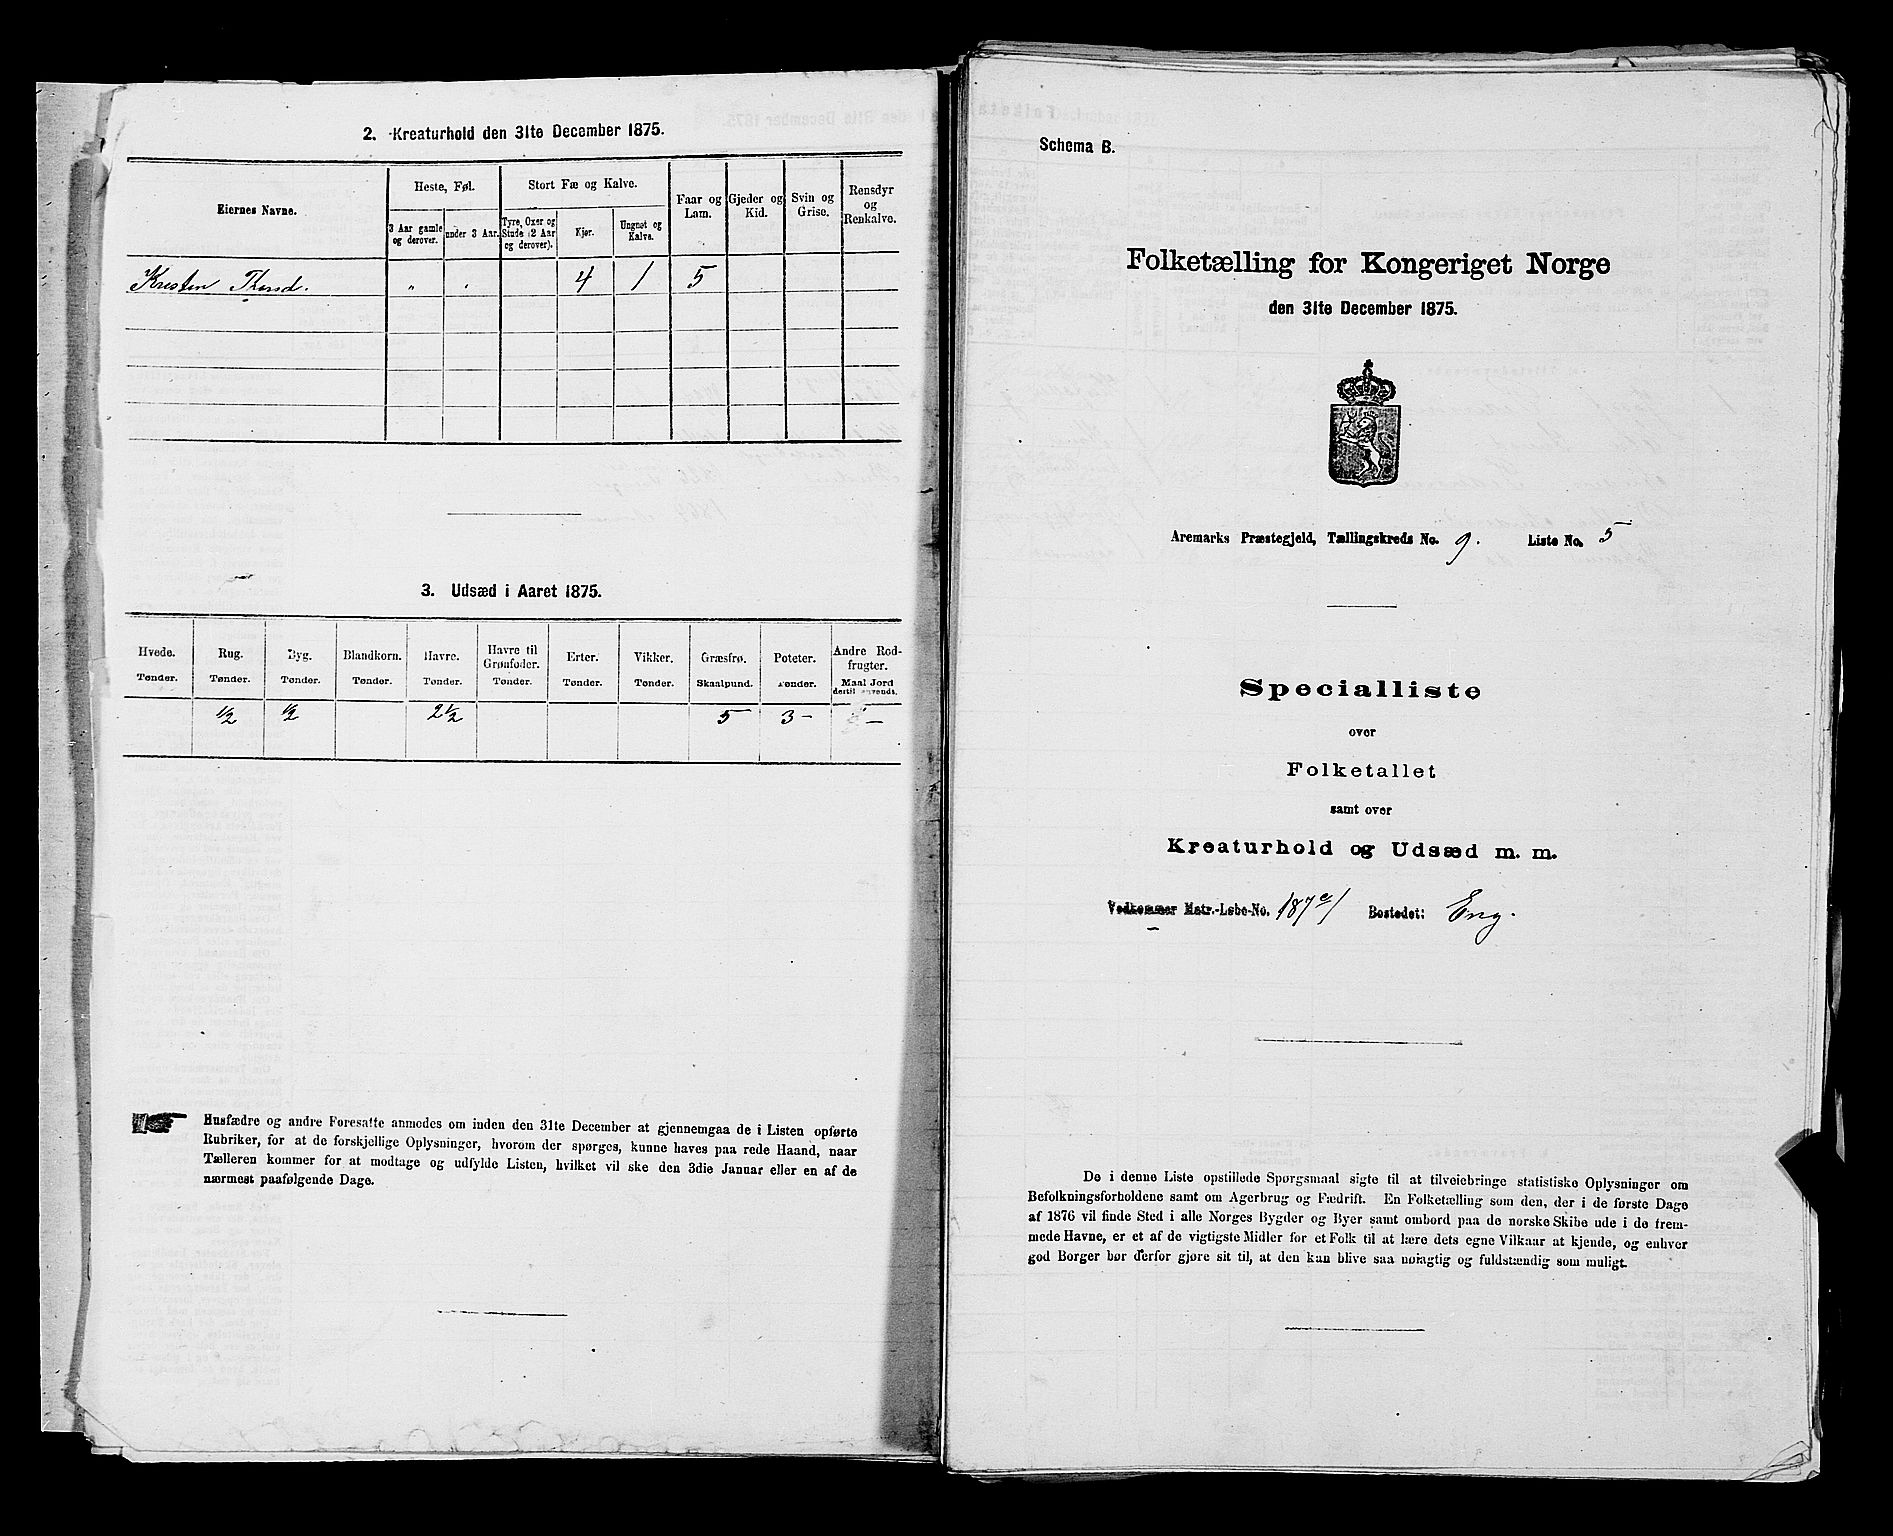 2. Kreaturhold den 31te December 1875.
Eiernes Navne.
Heste, Føl.
Stort Fæ og Kalve.
Faar og Lam.
Gjeder og Kid.
Svin og Grise.
Rensdyr og Renkalve.
3 Aar gamle og derover.
under 3 Aar.
Tyre, Oxer og Stude (2 Aar og derover).
Kjør.
Ungnøt og Kalve.
Kristen " " 4 1 5
3. Udsæd i Aaret 1875.
Hvede. Rug. Byg. Blandkorn. Havre. Havre til Grønfoder. Erter. Vikker. Græsfrø. Poteter. Andre Rodfrugter.
Tønder. Tønder. Tønder. Tønder. Tønder. Tønder. Tønder. Tønder. Skaalpund. Tønder. Maal Jord dertil anvendt.
1/2 1/2 2 1/2 5 3 – –
Husfædre og andre Foresatte anmodes om inden den 31te December at gjennemgaa de i Listen opførte
Rubriker, for at de forskjellige Oplysninger, hvorom der spørges, kunne haves paa rede Haand, naar
Tælleren kommer for at modtage og udfylde Listen, hvilket vil ske den 3die Januar eller en af de
nærmest paafølgende Dage.
Schema B.
Folketælling for Kongeriget Norge
den 31te December 1875.
Aremarks Præstegjeld, Tællingskreds No. 9. Liste No. 5
Specialliste
over
Folketallet
samt over
Kreaturhold og Udsæd m. m.
Vedkommer Matr.-Løbe-No. 187e/1 Bostedet: Eng.
De i denne Liste opstillede Spørgsmaal sigte til at tilveiebringe statistiske Oplysninger om
Befolkningsforholdene samt om Agerbrug og Fædrift. En Folketælling som den, der i de første Dage
af 1876 vil finde Sted i alle Norges Bygder og Byer samt ombord paa de norske Skibe ude i de frem-
mede Havne, er et af de vigtigste Midler for et Folk til at lære dets egne Vilkaar at kjende, og enhver
god Borger bør derfor gjøre sit til, at den kan blive saa nøiagtig og fuldstændig som muligt.